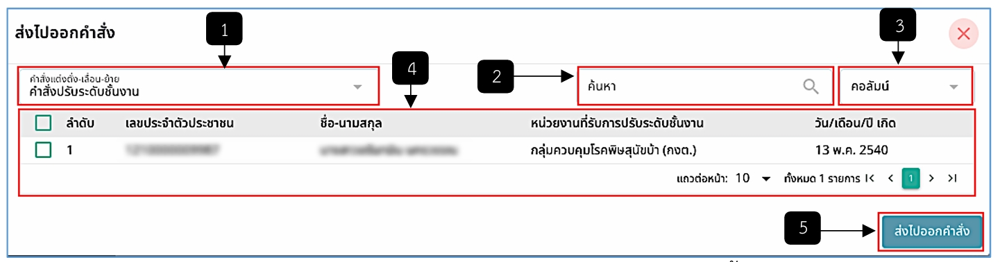 ส่งไปออกคำสั่ง
1
3
คำสั่งแต่งตั้ง-เลื่อน-ย้าย
คำสั่งปรับระดับชั้นงาน
4
2
ค้นหา
คอลัมน์
ลำดับ เลขประจำตัวประชาชน ชื่อ-นามสกุล หน่วยงานที่รับการปรับระดับชั้นงาน วัน/เดือน/ปี เกิด
1 กลุ่มควบคุมโรคพิษสุนัขบ้า (กงต.) 13 พ.ค. 2540
แถวต่อหน้า: 10 ทั้งหมด 1 รายการ 1
5
ส่งไปออกคำสั่ง